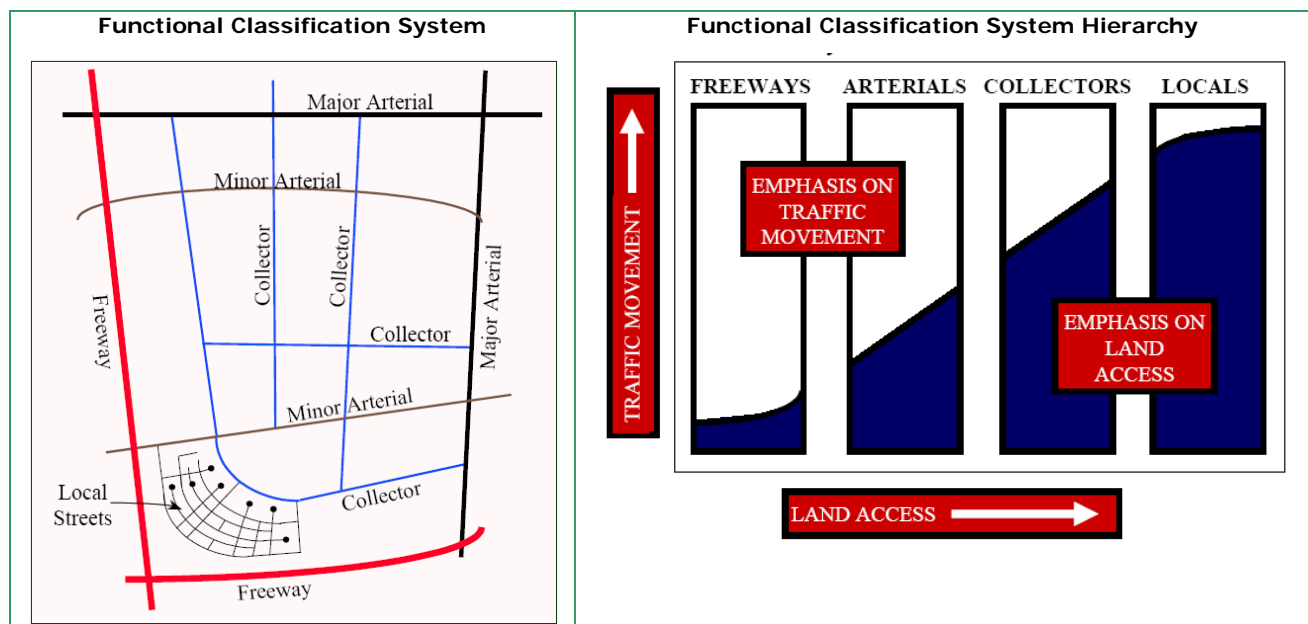 Functional Classification System
Major Arterial
Minor Arterial
Collector
Collector
Freeway
Major Arterial
Collector
Minor Arterial
Local
Streets
Collector
Freeway
Functional Classification System Hierarchy
FREEWAYS
ARTERIALS
COLLECTORS
LOCALS
TRAFFIC MOVEMENT
EMPHASIS ON
TRAFFIC
MOVEMENT
EMPHASIS ON
LAND
ACCESS
LAND ACCESS